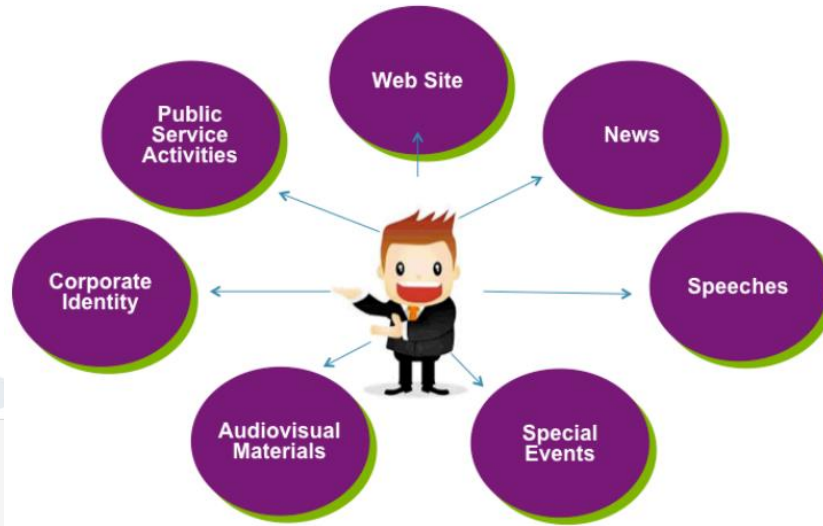 Web Site
Public
Service
Activities
News
Corporate
Identity
Speeches
Audiovisual
Materials
Special
Events